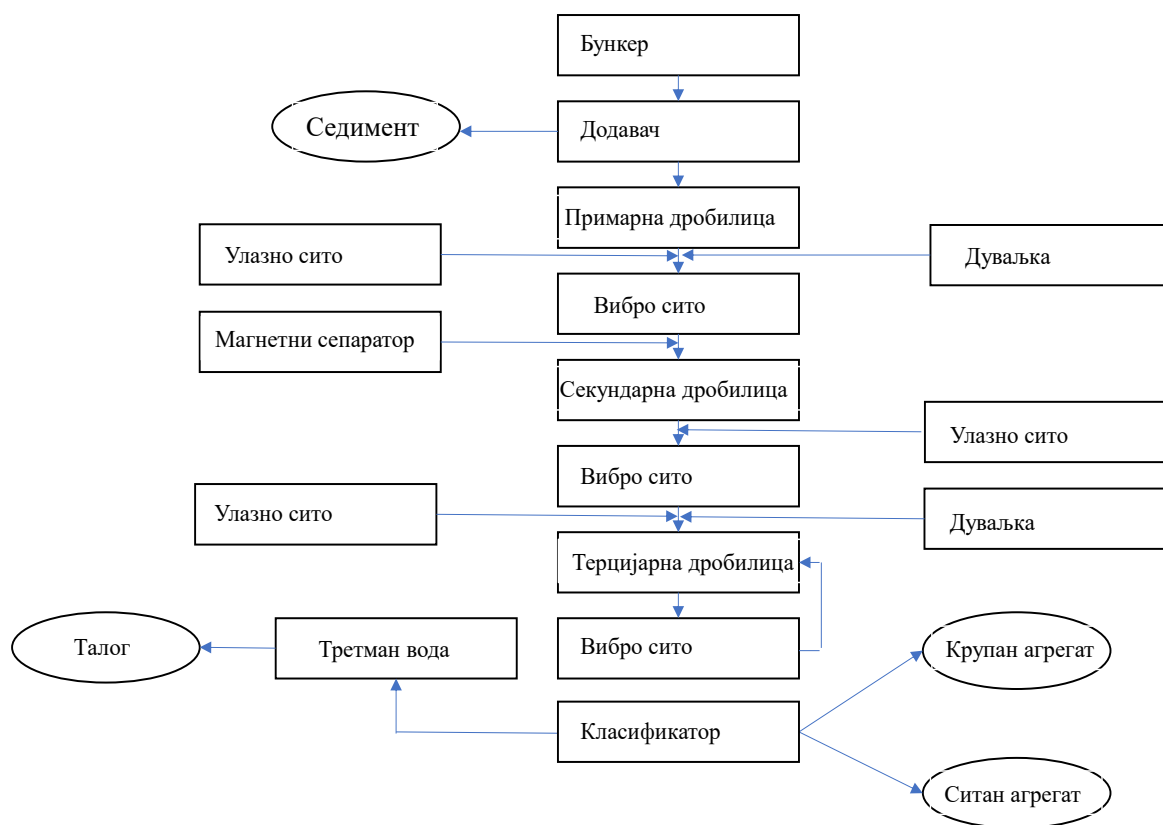 Бункер
Седимент
Додавач
Примарна дробилица
Улазно сито
Дуваљка
Вибро сито
Магнетни сепаратор
Секундарна дробилица
Улазно сито
Вибро сито
Улазно сито
Дуваљка
Терцијарна дробилица
Талог
Третман вода
Вибро сито
Крупан агрегат
Класификатор
Ситан агрегат